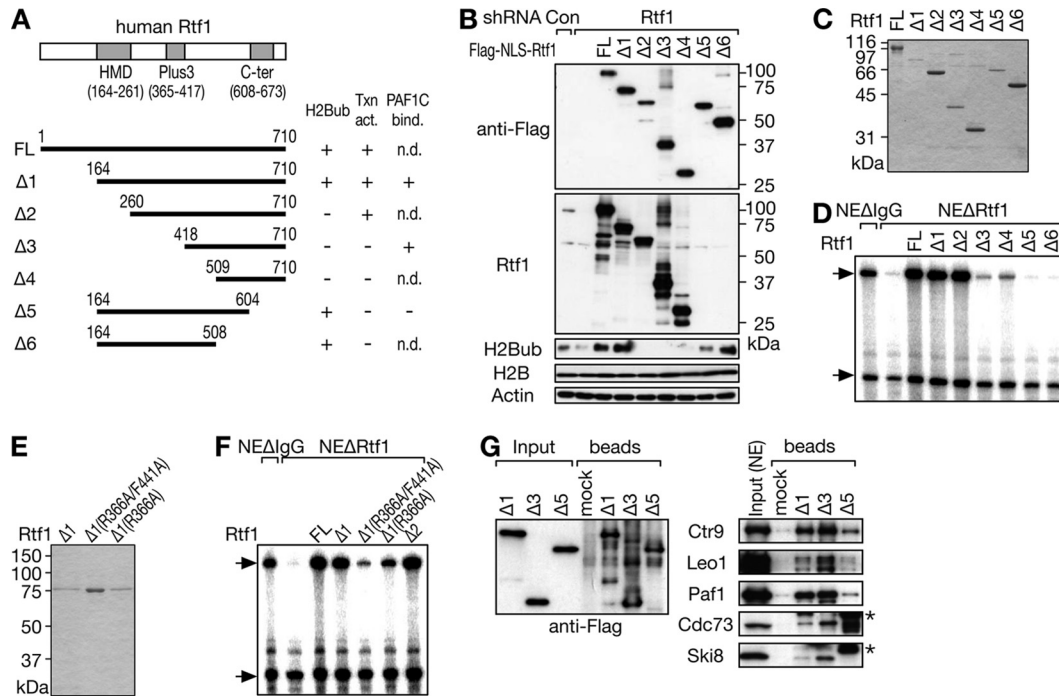 A
human Rtf1
HMD Plus3 C-ter
(164-261) (365-417) (608-673)
H2Bub Txn act. PAF1C bind.
FL 1 710 + + n.d.
Δ1 164 710 + + +
Δ2 260 710 - + n.d.
Δ3 418 710 - - +
Δ4 509 710 - - n.d.
Δ5 164 604 + - -
Δ6 164 508 + - n.d.
B
shRNA Con Rtf1
Flag-NLS-Rtf1 FL Δ1 Δ2 Δ3 Δ4 Δ5 Δ6
anti-Flag
100
75
50
37
25
Rtf1
100
75
50
37
25
kDa
H2Bub
H2B
Actin
C
Rtf1 FL Δ1 Δ2 Δ3 Δ4 Δ5 Δ6
116
97
66
45
31
kDa
D
NEΔIgG NEΔRtf1
Rtf1 FL Δ1 Δ2 Δ3 Δ4 Δ5 Δ6
E
Rtf1 Δ1 Δ1(R366A/F441A) Δ1(R366A)
150
100
75
50
37
kDa
F
NEΔIgG NEΔRtf1
Rtf1 FL Δ1 Δ1(R366A/F441A) Δ1(R366A) Δ2
G
Input beads
Δ1 Δ3 Δ5 mock Δ1 Δ3 Δ5
anti-Flag
Input (NE) beads
mock Δ1 Δ3 Δ5
Ctr9
Leo1
Paf1
Cdc73 *
Ski8 *